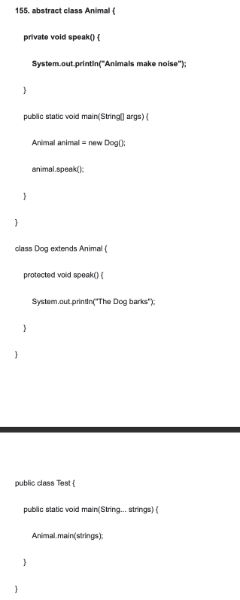 155. abstract class Animal {
private void speak() {
System.out.println("Animals make noise");
}
public static void main(String[] args) {
Animal animal = new Dog();
animal.speak();
}
}
class Dog extends Animal {
protected void speak() {
System.out.println("The Dog barks");
}
}
public class Test {
public static void main(String... strings) {
Animal.main(strings);
}
}